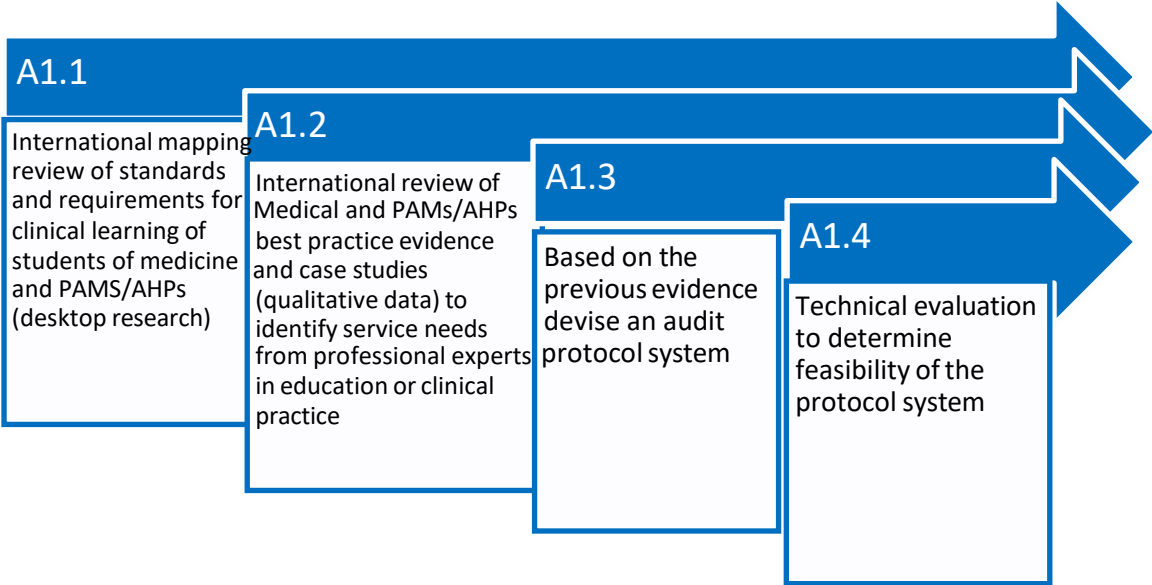 A1.1
International mapping
review of standards
and requirements for
clinical learning of
students of medicine
and PAMS/AHPs
(desktop research)
A1.2
International review of
Medical and PAMs/AHPs
best practice evidence
and case studies
(qualitative data) to
identify service needs
from professional experts
in education or clinical
practice
A1.3
Based on the
previous evidence
devise an audit
protocol system
A1.4
Technical evaluation
to determine
feasibility of the
protocol system